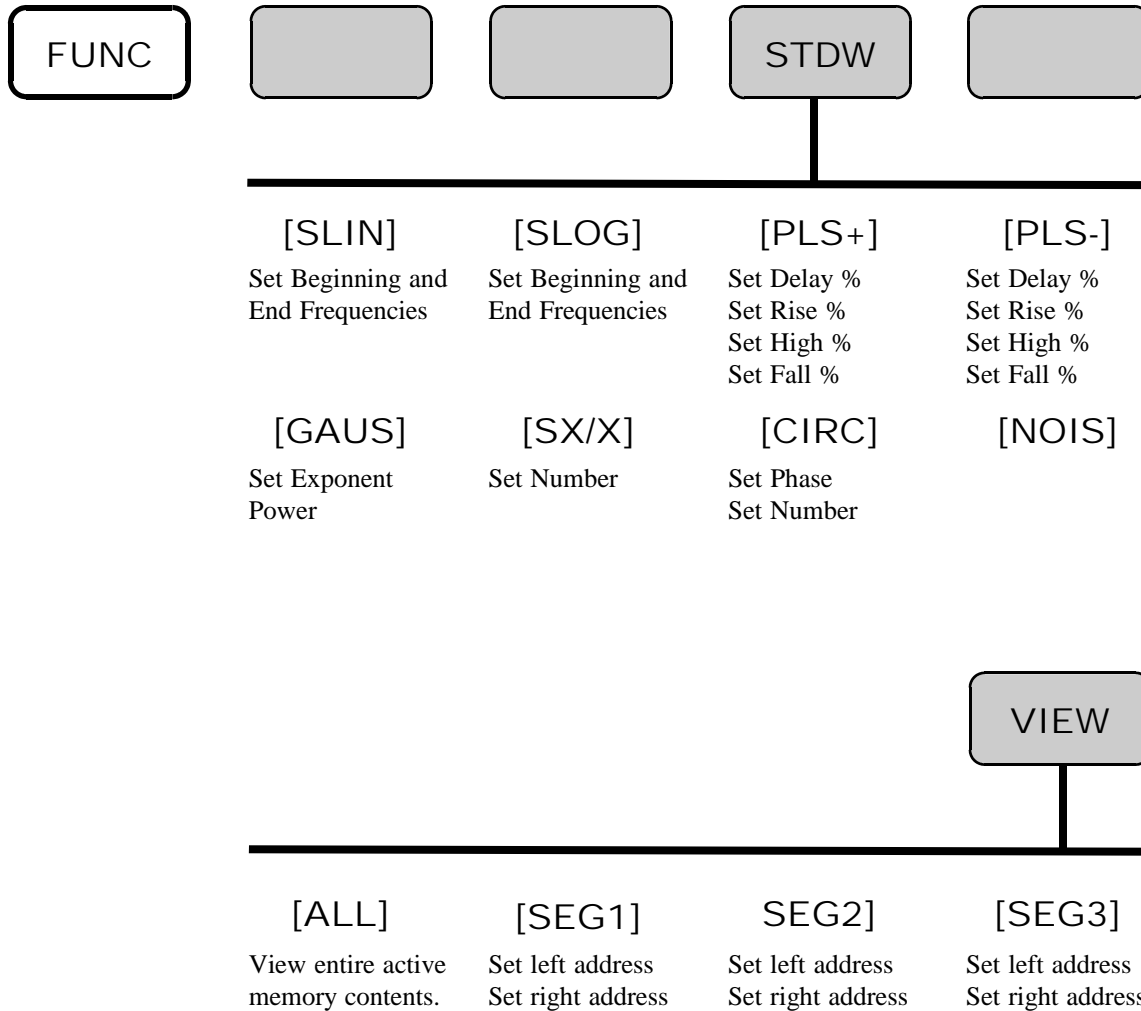 FUNC
STDW
[SLIN] [SLOG] [PLS+] [PLS-]
Set Beginning and Set Beginning and Set Delay % Set Delay %
End Frequencies End Frequencies Set Rise % Set Rise %
Set High % Set High %
Set Fall % Set Fall %
[GAUS] [SX/X] [CIRC] [NOIS]
Set Exponent Set Number Set Phase
Power Set Number
VIEW
[ALL] [SEG1] SEG2] [SEG3]
View entire active Set left address Set left address Set left address
memory contents. Set right address Set right address Set right address